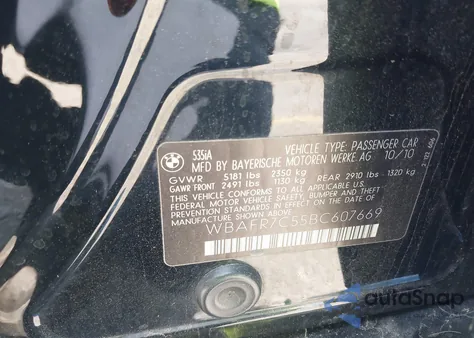 535iA VEHICLE TYPE: PASSENGER CAR
MFD BY BAYERISCHE MOTOREN WERKE AG 10/10
GVWR 5181 lbs 2350 kg
GAWR FRONT 2491 lbs 1130 kg REAR 2910 lbs 1320 kg
THIS VEHICLE CONFORMS TO ALL APPLICABLE
FEDERAL MOTOR VEHICLE SAFETY, BUMPER, AND
THEFT PREVENTION STANDARDS IN EFFECT ON THE
DATE OF MANUFACTURE SHOWN ABOVE.
WBAFR7C55BC607669
autoSnap